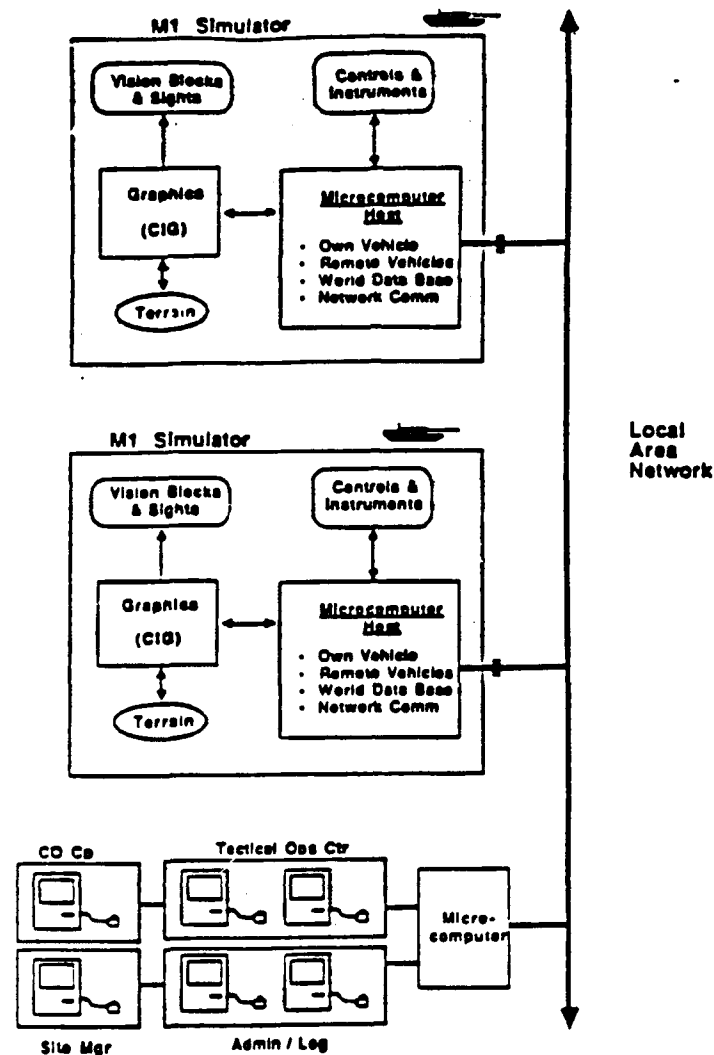 M1 Simulator
Vision Blocks
& Sights
Controls &
Instruments
Graphics
(CIG)
Microcomputer
Host
• Own Vehicle
• Remote Vehicles
• World Data Base
• Network Comm
Terrain
Local
Area
Network
M1 Simulator
Vision Blocks
& Sights
Controls &
Instruments
Graphics
(CIG)
Microcomputer
Host
• Own Vehicle
• Remote Vehicles
• World Data Base
• Network Comm
Terrain
CO Cp
Tactical Ops Ctr
Micro-
computer
Site Mgr
Admin / Log